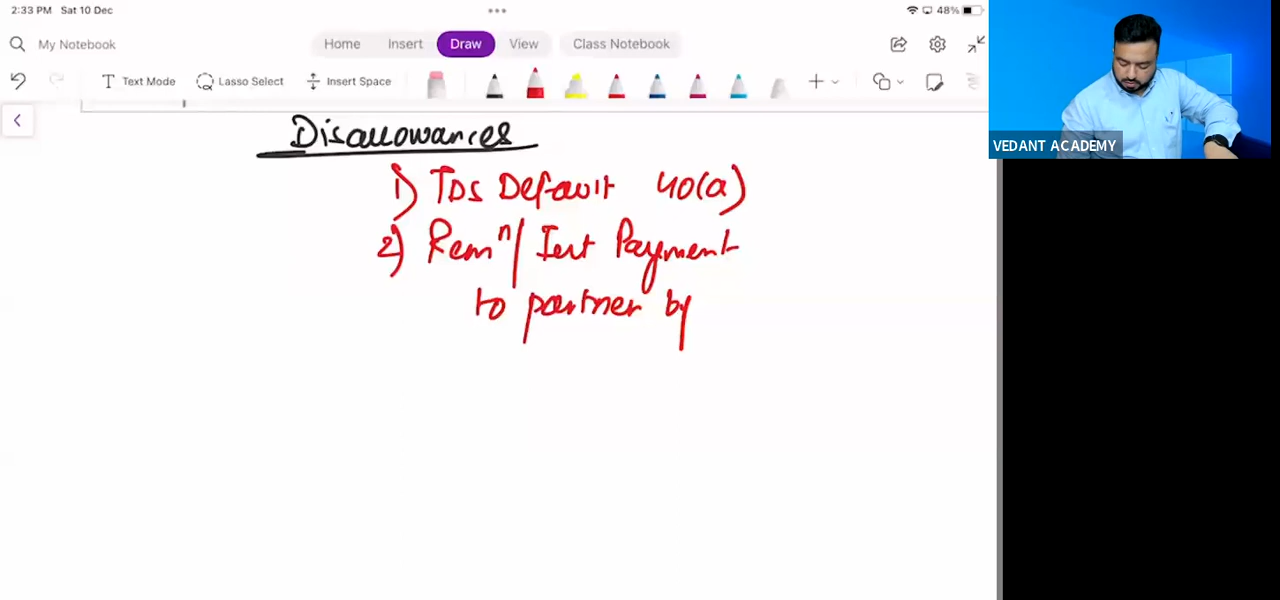 2:33 PM Sat 10 Dec
48%
My Notebook
Home Insert Draw View Class Notebook
Text Mode Lasso Select Insert Space
VEDANT ACADEMY
Disallowances
1) TDS Default 40(a)
2) Remⁿ/ Int Payment
to partner by